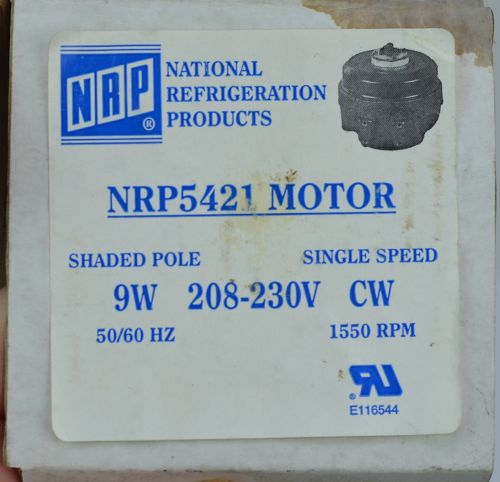 NRP®
NATIONAL
REFRIGERATION
PRODUCTS
NRP5421 MOTOR
SHADED POLE SINGLE SPEED
9W 208-230V CW
50/60 HZ 1550 RPM
RU®
E116544